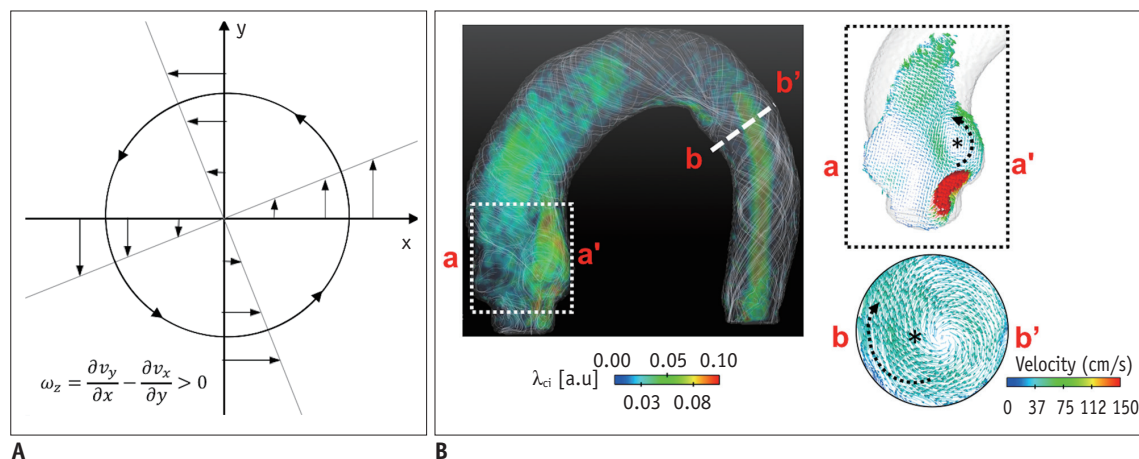 y
x
ω_z = ∂v_y/∂x − ∂v_x/∂y > 0
A
b'
b
a
a'
0.00 0.05 0.10
λ_ci [a.u]
0.03 0.08
a
a'
*
b
b'
*
Velocity (cm/s)
0 37 75 112 150
B